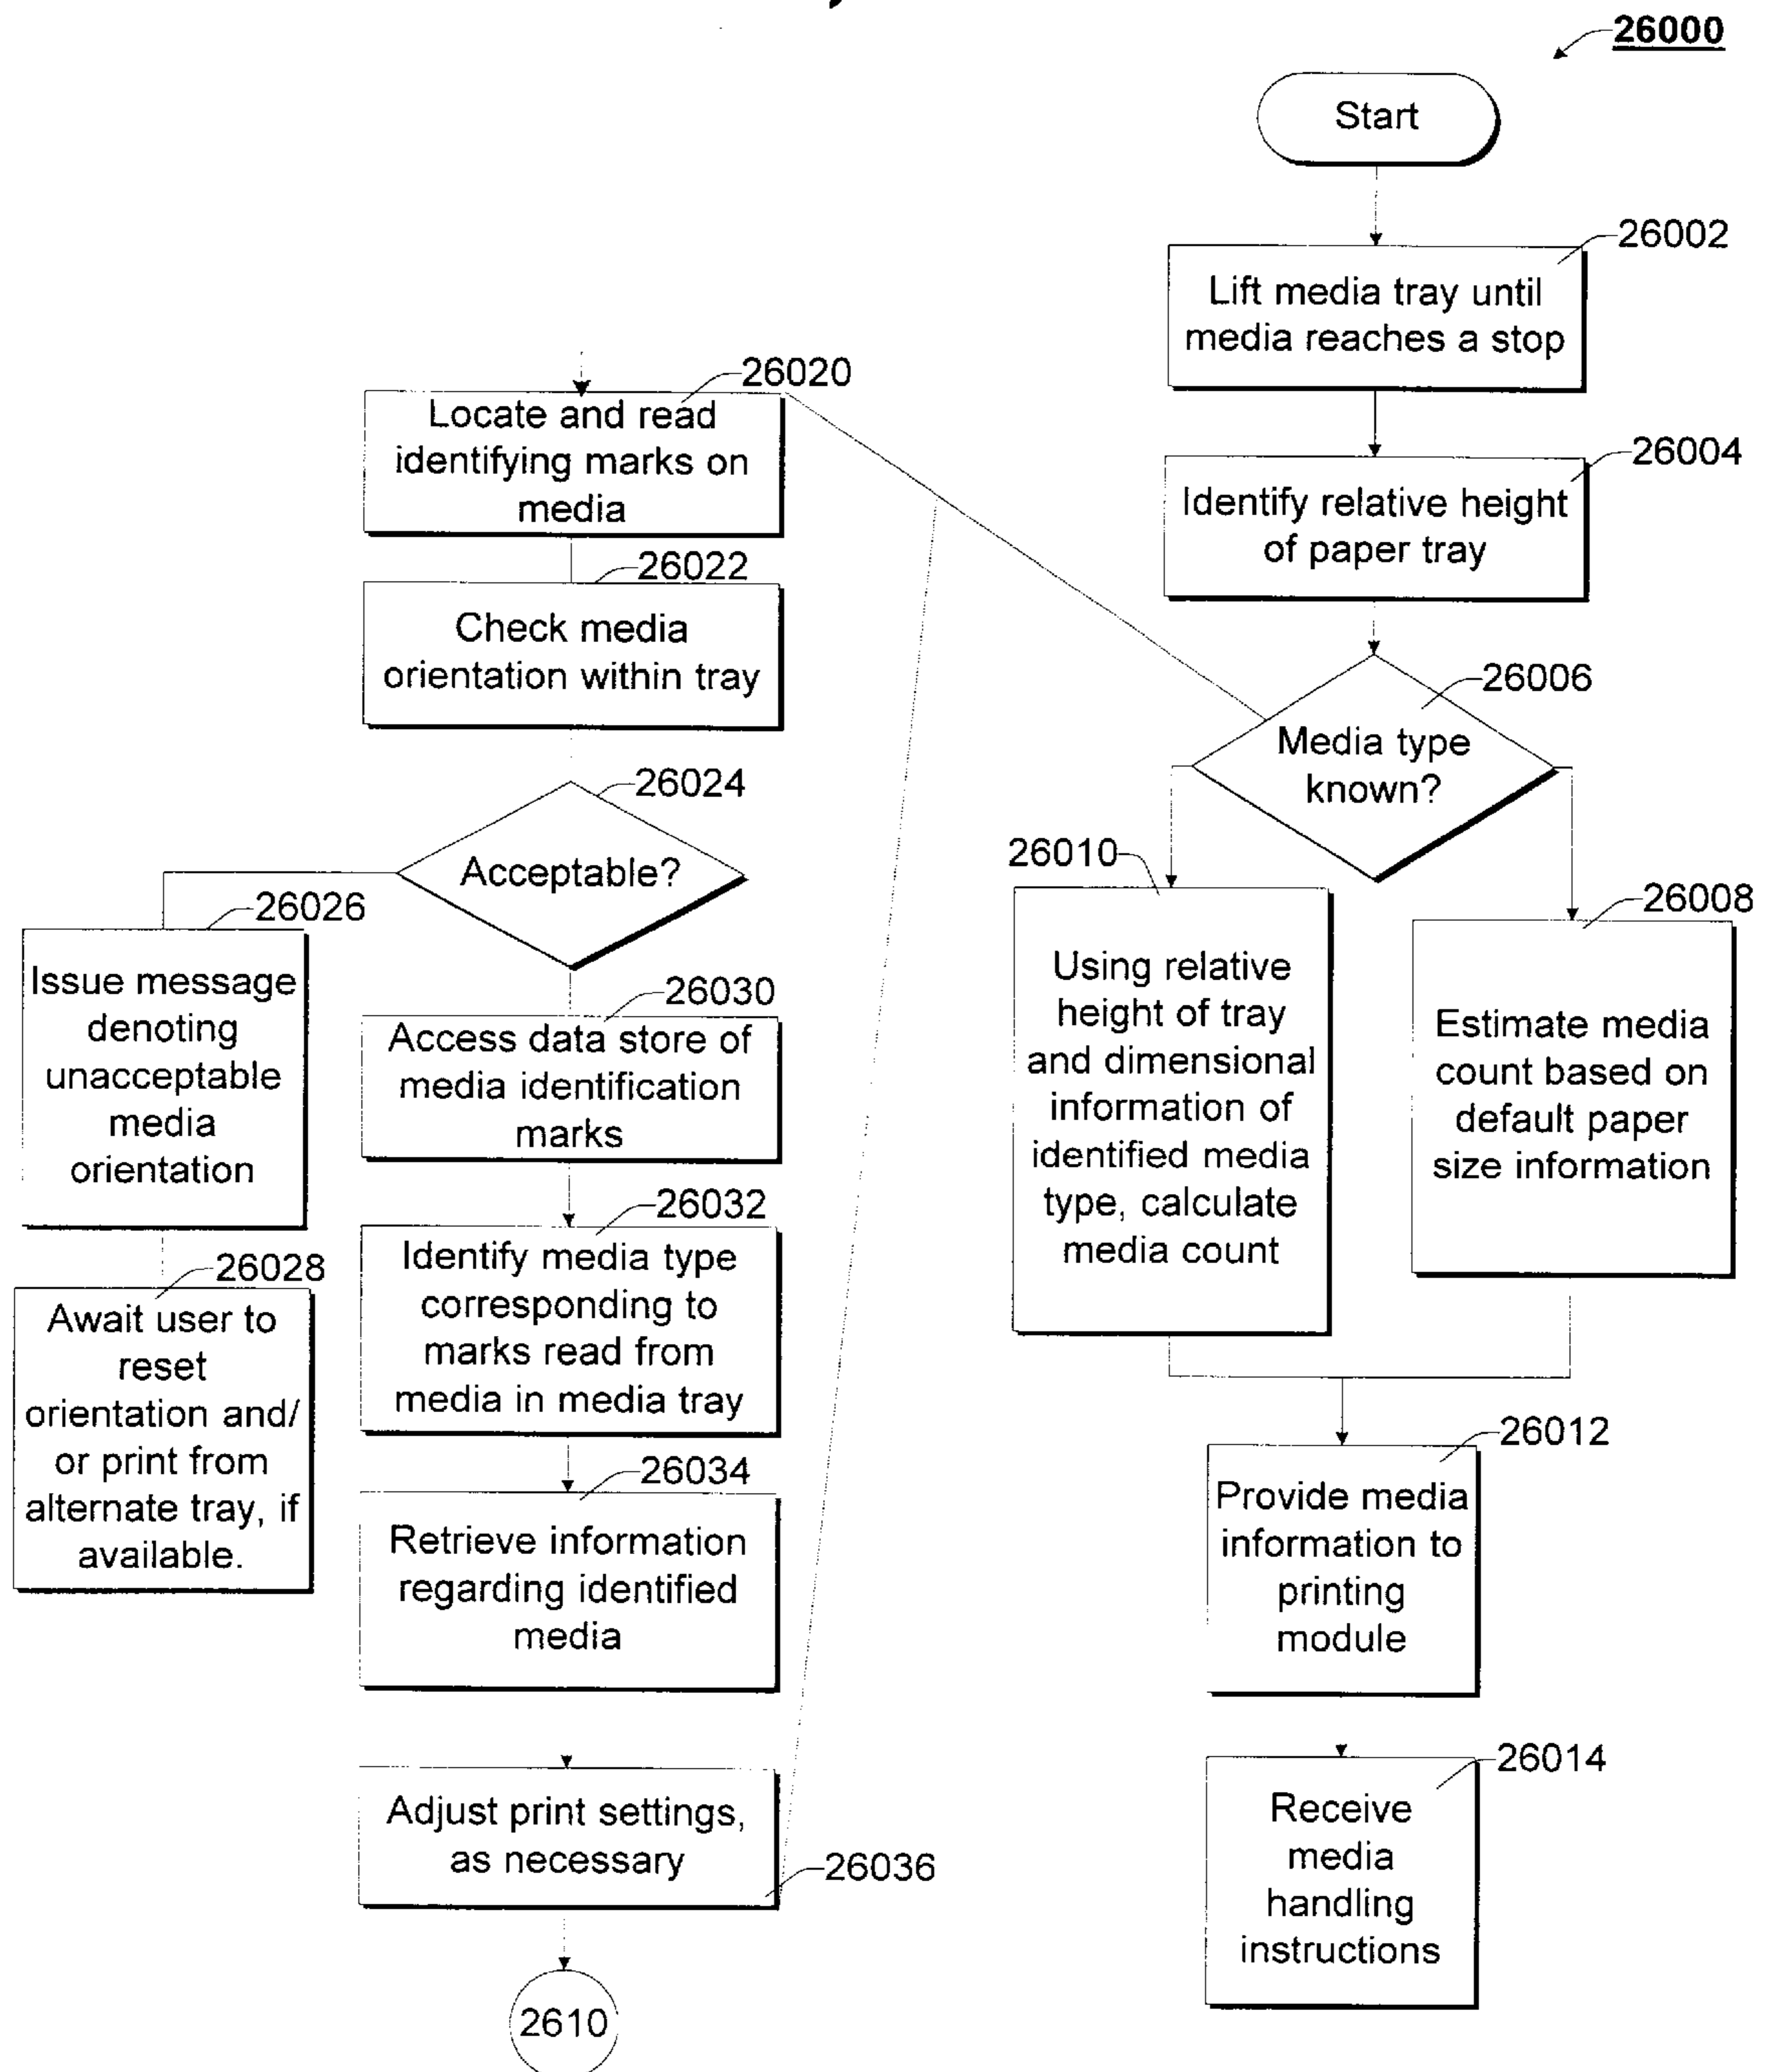 26000
Start
26002
Lift media tray until
media reaches a stop
26004
Identify relative height
of paper tray
26006
Media type
known?
26010
Using relative
height of tray
and dimensional
information of
identified media
type, calculate
media count
26008
Estimate media
count based on
default paper
size information
26012
Provide media
information to
printing
module
26014
Receive
media
handling
instructions
26020
Locate and read
identifying marks on
media
26022
Check media
orientation within tray
26024
Acceptable?
26026
Issue message
denoting
unacceptable
media
orientation
26028
Await user to
reset
orientation and/
or print from
alternate tray, if
available.
26030
Access data store of
media identification
marks
26032
Identify media type
corresponding to
marks read from
media in media tray
26034
Retrieve information
regarding identified
media
Adjust print settings,
as necessary
26036
2610